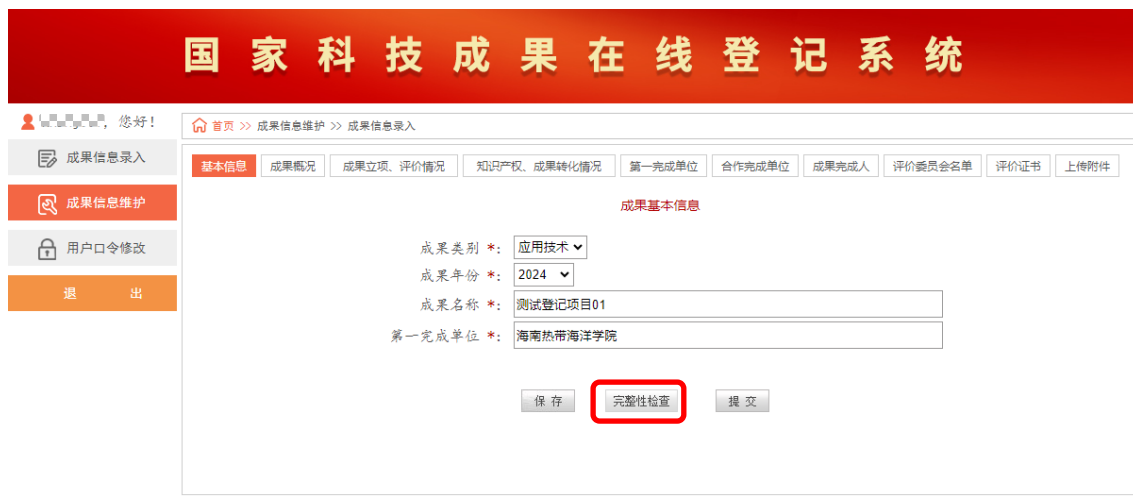 国家科技成果在线登记系统
，您好！
首页 >> 成果信息维护 >> 成果信息录入
成果信息录入
成果信息维护
用户口令修改
退 出
基本信息 成果概况 成果立项、评价情况 知识产权、成果转化情况 第一完成单位 合作完成单位 成果完成人 评价委员会名单 评价证书 上传附件
成果基本信息
成果类别 *: 应用技术
成果年份 *: 2024
成果名称 *: 测试登记项目01
第一完成单位 *: 海南热带海洋学院
保 存 完整性检查 提 交